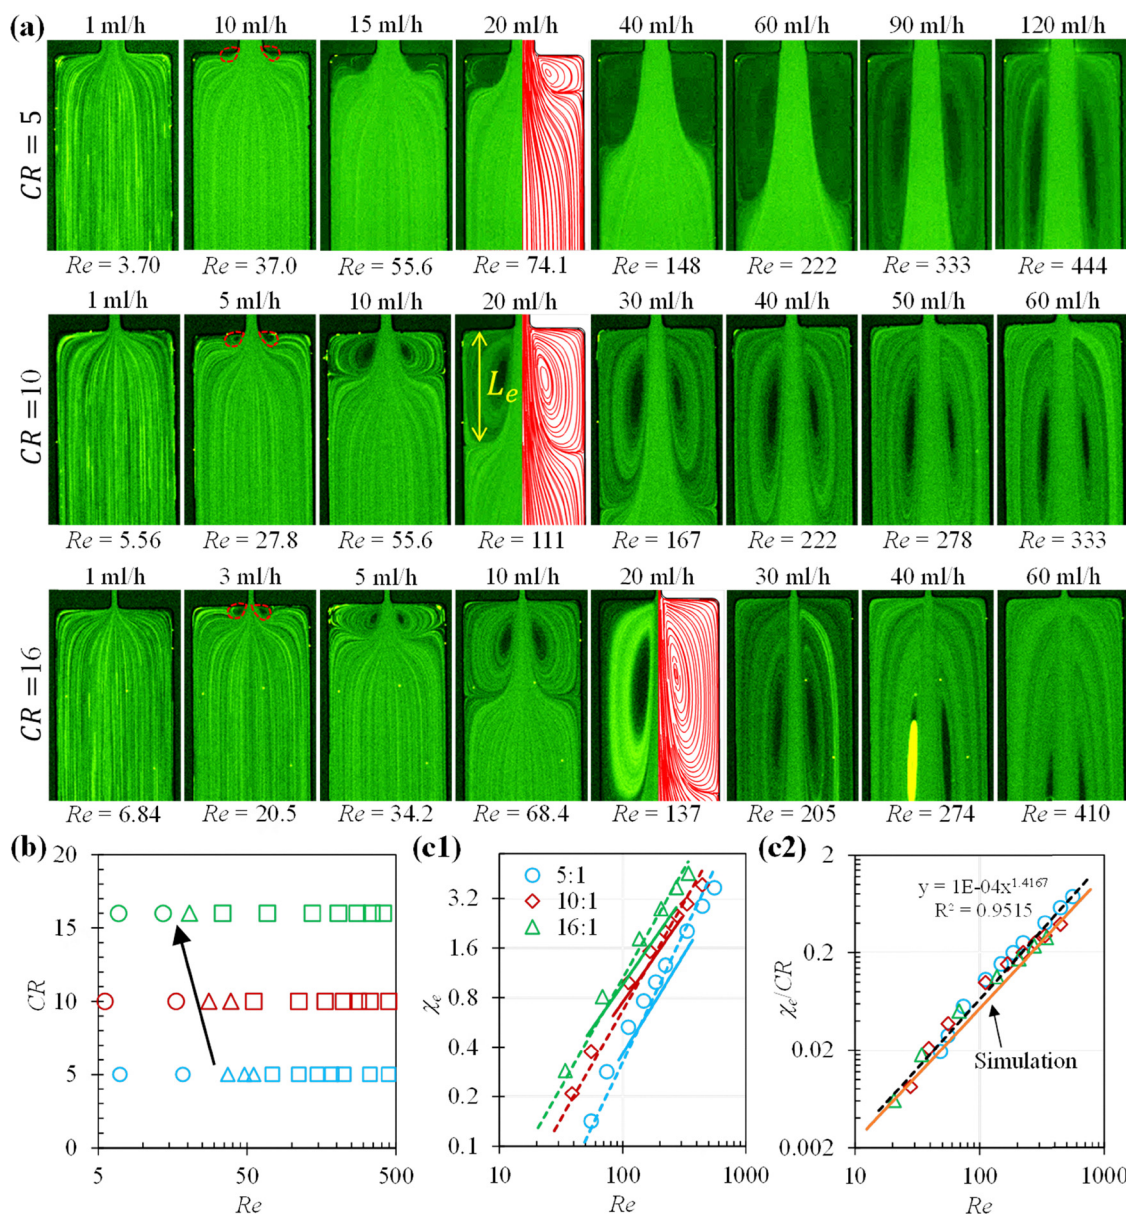 (a)
1 ml/h 10 ml/h 15 ml/h 20 ml/h 40 ml/h 60 ml/h 90 ml/h 120 ml/h
CR = 5
Re = 3.70 Re = 37.0 Re = 55.6 Re = 74.1 Re = 148 Re = 222 Re = 333 Re = 444
1 ml/h 5 ml/h 10 ml/h 20 ml/h 30 ml/h 40 ml/h 50 ml/h 60 ml/h
CR = 10
L_e
Re = 5.56 Re = 27.8 Re = 55.6 Re = 111 Re = 167 Re = 222 Re = 278 Re = 333
1 ml/h 3 ml/h 5 ml/h 10 ml/h 20 ml/h 30 ml/h 40 ml/h 60 ml/h
CR = 16
Re = 6.84 Re = 20.5 Re = 34.2 Re = 68.4 Re = 137 Re = 205 Re = 274 Re = 410
(b)
20
15
10
5
0
CR
5 50 500
Re
(c1)
5:1
10:1
16:1
3.2
1.6
0.8
0.4
0.2
0.1
χ_e
10 100 1000
Re
(c2)
2
0.2
0.02
0.002
χ_e/CR
y = 1E-04x^1.4167
R² = 0.9515
Simulation
10 100 1000
Re